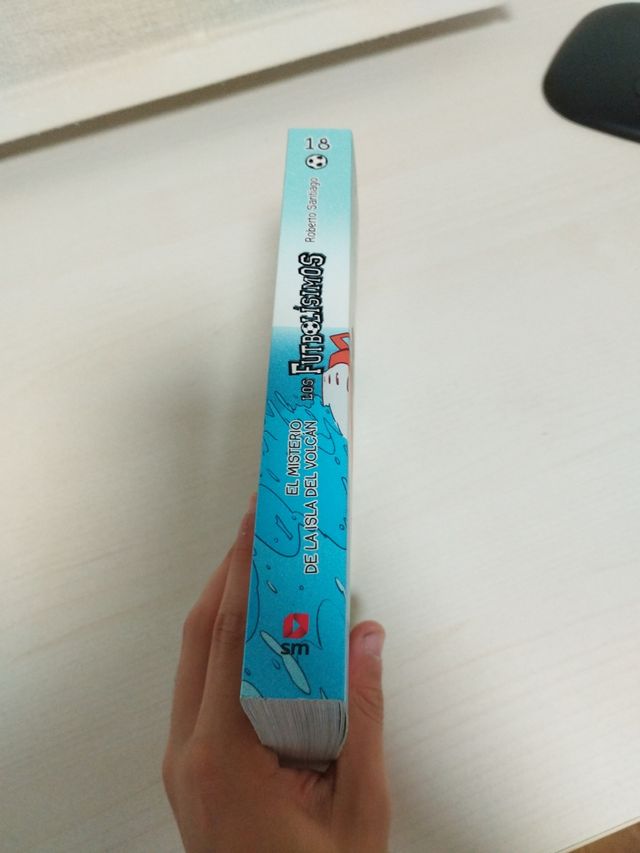 18
Roberto Santiago
LOS FUTBOLÍSIMOS
EL MISTERIO
DE LA ISLA DEL VOLCÁN
sm